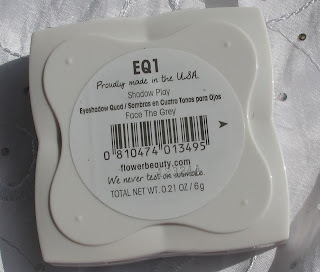 EQ1
Proudly made in the U.S.A.
Shadow Play
Eyeshadow Quad / Sombras en Cuatro Tonos para Ojos
Face The Grey
0 810474 013495
flowerbeauty.com
We never test on animals.
TOTAL NET WT. 0.21 OZ / 6g